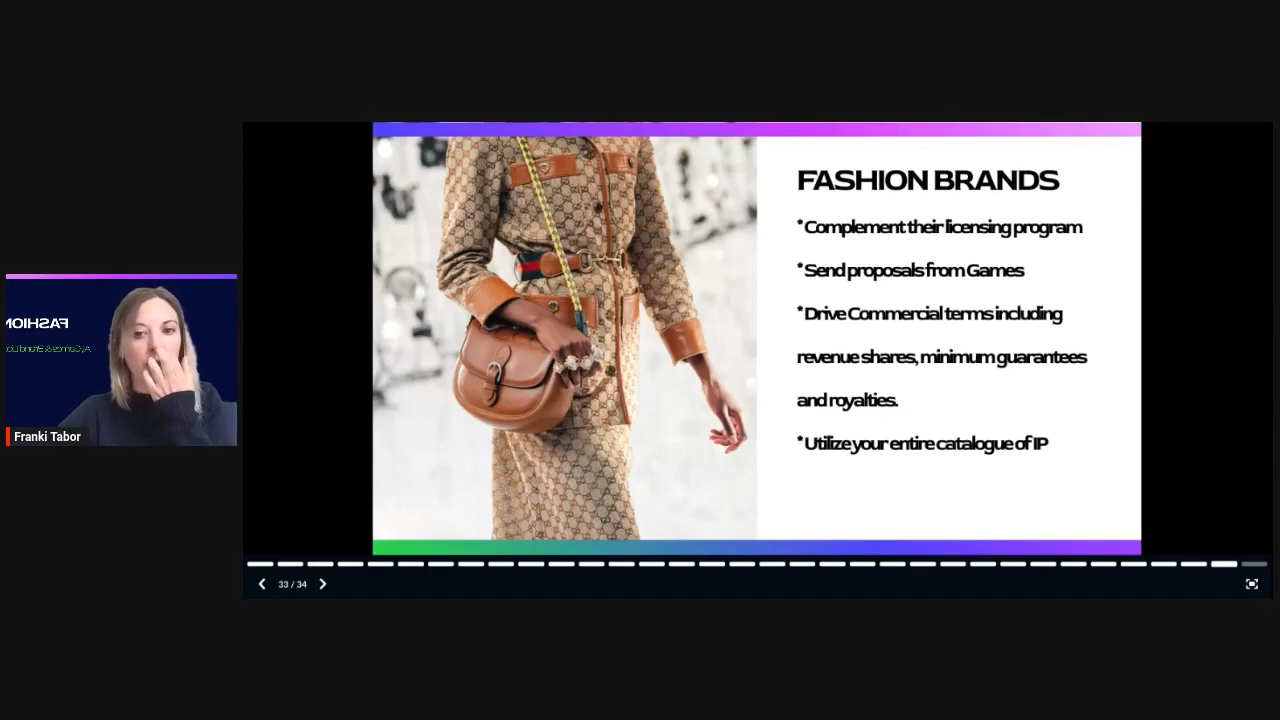 FASHION BRANDS
*Complement their licensing program
*Send proposals from Games
*Drive Commercial terms including
revenue shares, minimum guarantees
and royalties.
*Utilize your entire catalogue of IP
FASHION
Franki Tabor
33 / 34